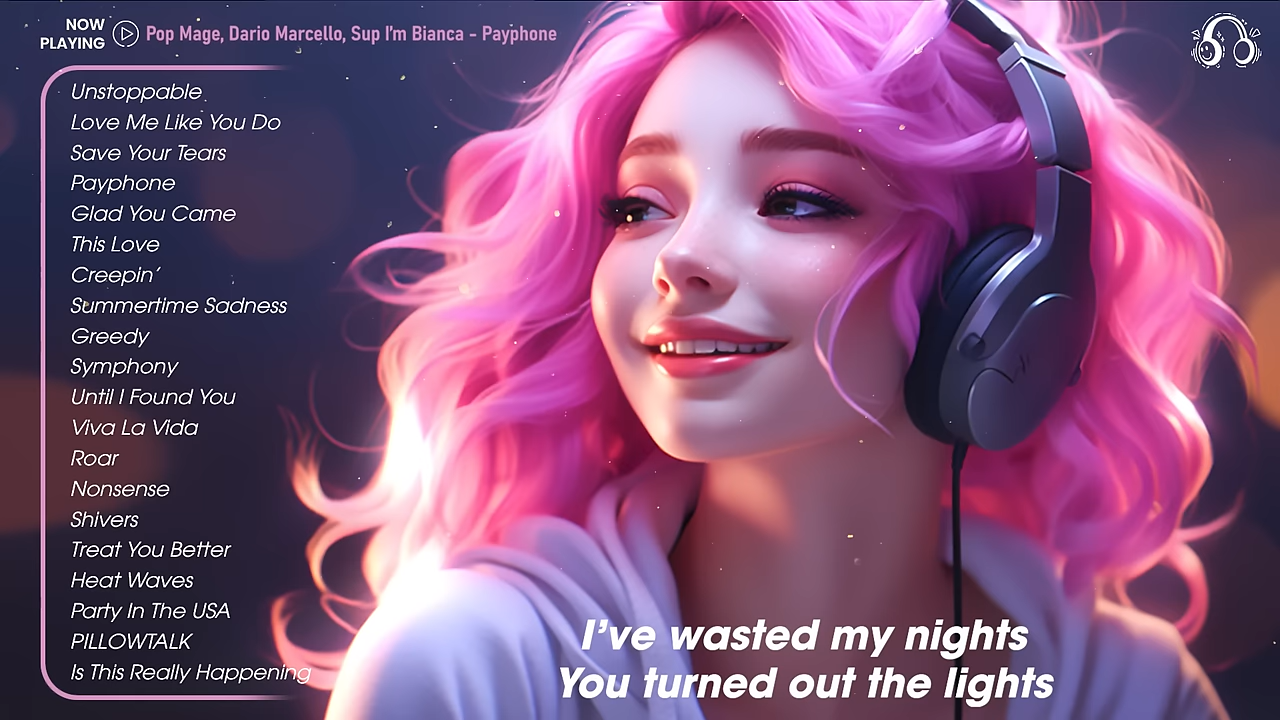 NOW
PLAYING
Pop Mage, Dario Marcello, Sup I'm Bianca - Payphone
Unstoppable
Love Me Like You Do
Save Your Tears
Payphone
Glad You Came
This Love
Creepin'
Summertime Sadness
Greedy
Symphony
Until I Found You
Viva La Vida
Roar
Nonsense
Shivers
Treat You Better
Heat Waves
Party In The USA
PILLOWTALK
Is This Really Happening
I've wasted my nights
You turned out the lights